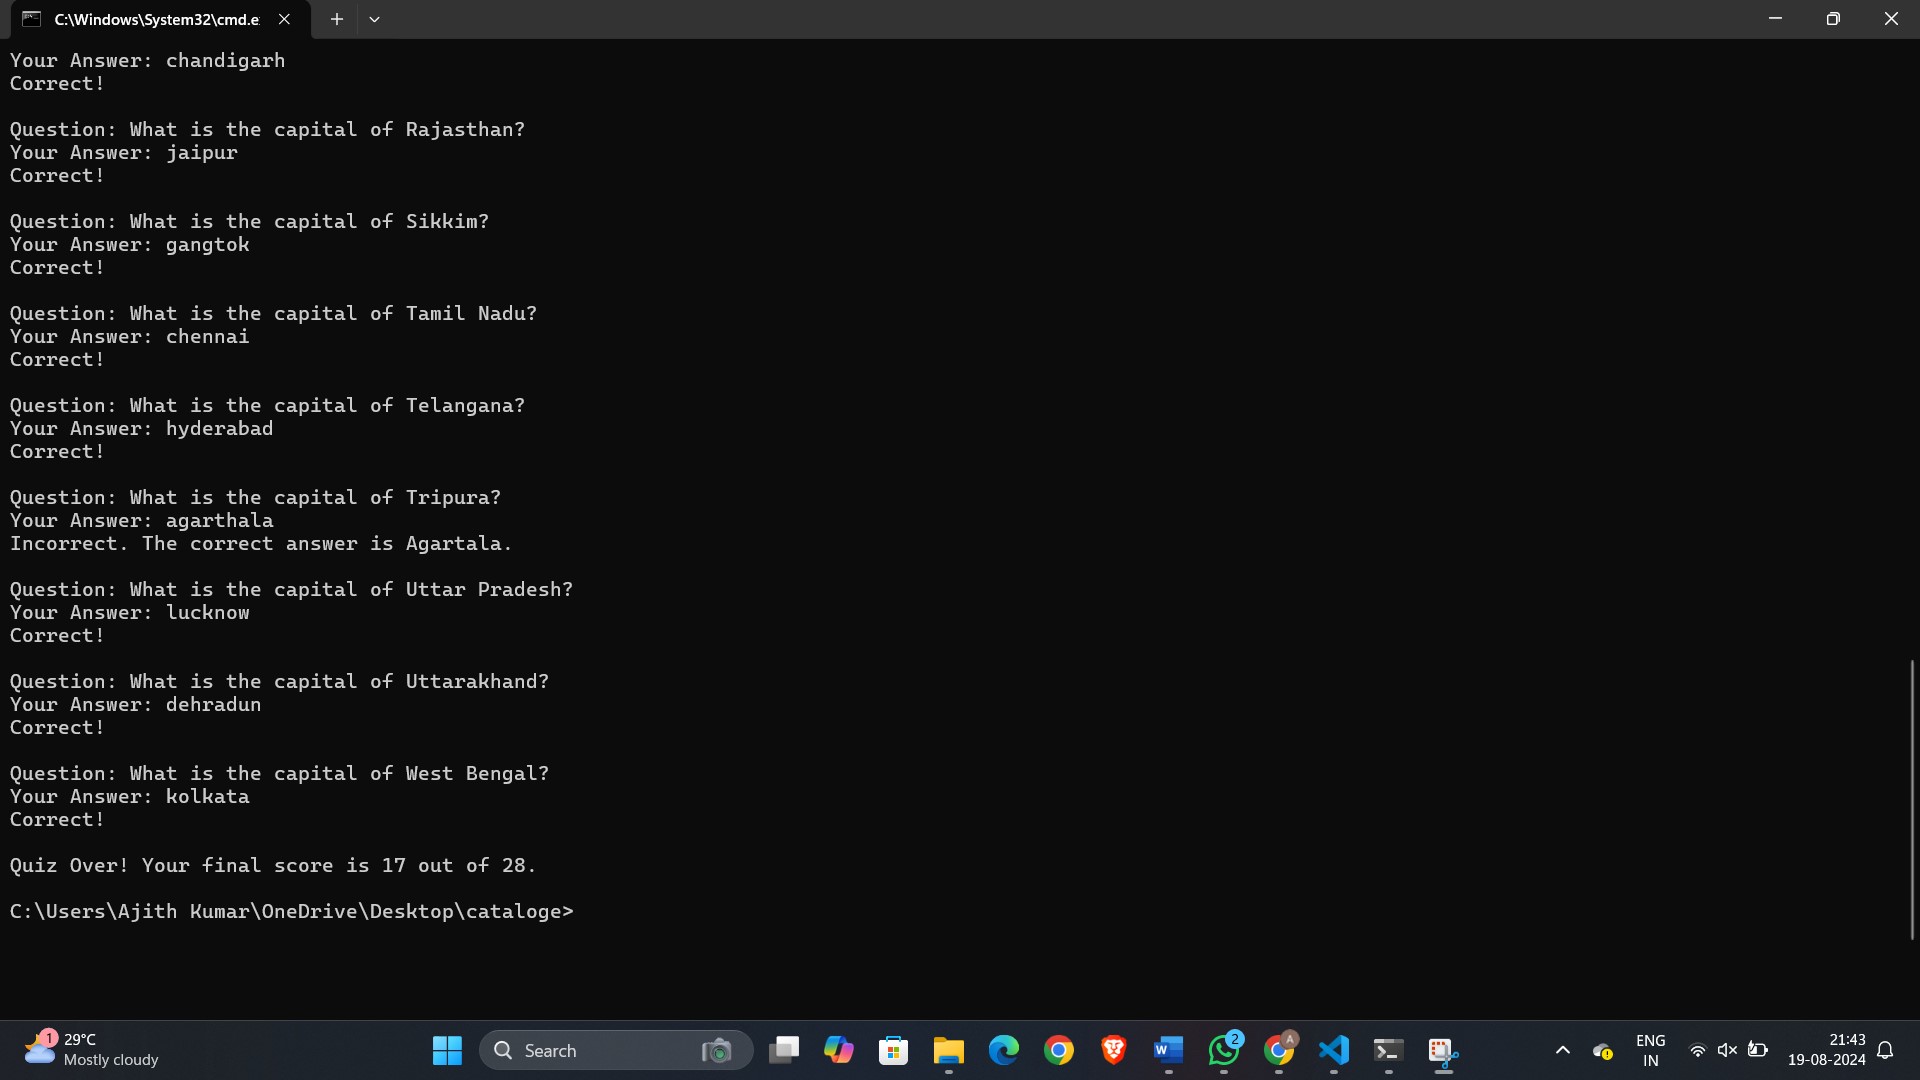 C:\Windows\System32\cmd.e
Your Answer: chandigarh
Correct!
Question: What is the capital of Rajasthan?
Your Answer: jaipur
Correct!
Question: What is the capital of Sikkim?
Your Answer: gangtok
Correct!
Question: What is the capital of Tamil Nadu?
Your Answer: chennai
Correct!
Question: What is the capital of Telangana?
Your Answer: hyderabad
Correct!
Question: What is the capital of Tripura?
Your Answer: agarthala
Incorrect. The correct answer is Agartala.
Question: What is the capital of Uttar Pradesh?
Your Answer: lucknow
Correct!
Question: What is the capital of Uttarakhand?
Your Answer: dehradun
Correct!
Question: What is the capital of West Bengal?
Your Answer: kolkata
Correct!
Quiz Over! Your final score is 17 out of 28.
C:\Users\Ajith Kumar\OneDrive\Desktop\cataloge>
1
29°C
Mostly cloudy
Search
W
2
A
ENG
IN
21:43
19-08-2024